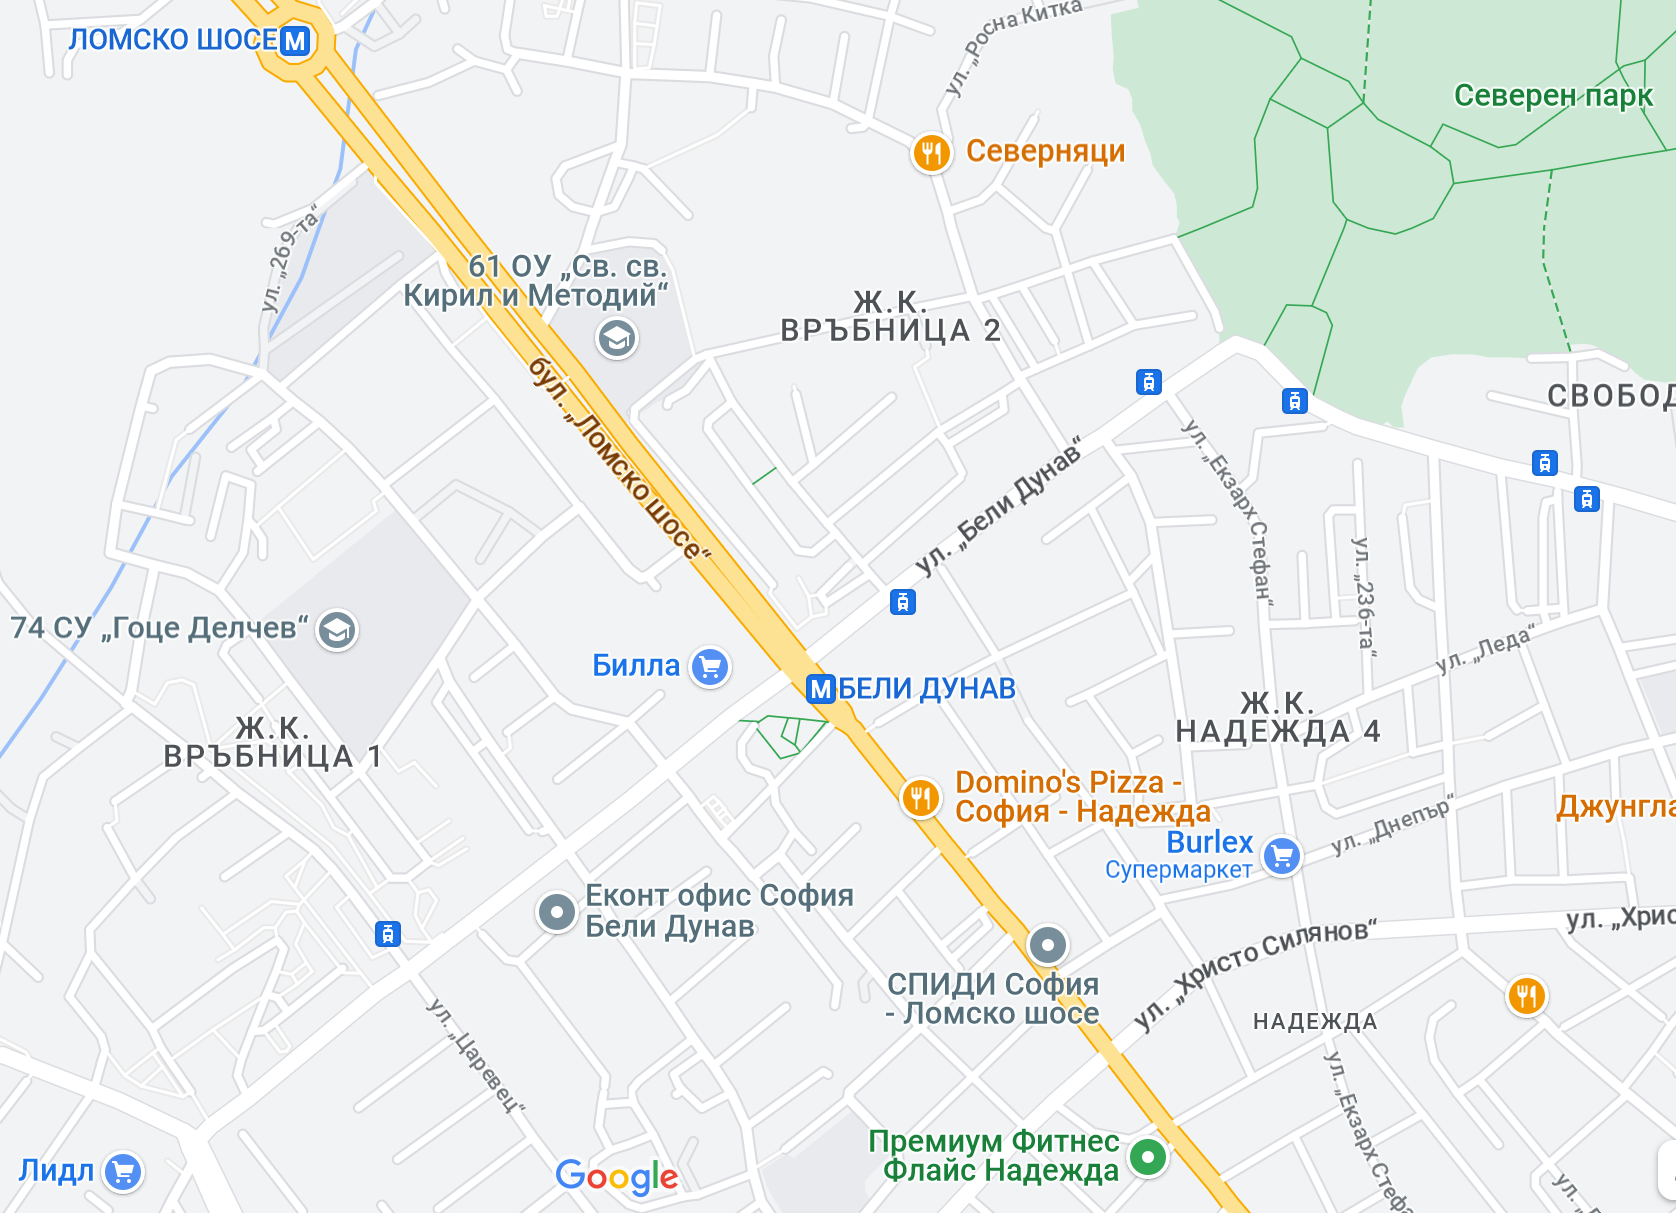 ЛОМСКО ШОСЕ
ул. „Росна Китка
Северен парк
Северняци
ул. „269-та“
61 ОУ „Св. св.
Кирил и Методий“
Ж.К.
ВРЪБНИЦА 2
бул. „Ломско шосе“
СВОБОД
ул. „Бели Дунав“
ул. „Екзарх Стефан“
ул. „236-та“
74 СУ „Гоце Делчев“
Билла
БЕЛИ ДУНАВ
ул. „Леда“
Ж.К.
НАДЕЖДА 4
Ж.К.
ВРЪБНИЦА 1
Domino's Pizza -
София - Надежда
Джунгла
ул. „Днепър“
Burlex
Супермаркет
Еконт офис София
Бели Дунав
ул. „Христо Силянов“
ул. „Хрис
СПИДИ София
- Ломско шосе
НАДЕЖДА
ул. „Царевец“
ул. „Екзарх Стефа
Премиум Фитнес
Флайс Надежда
Лидл
Google
ул. „